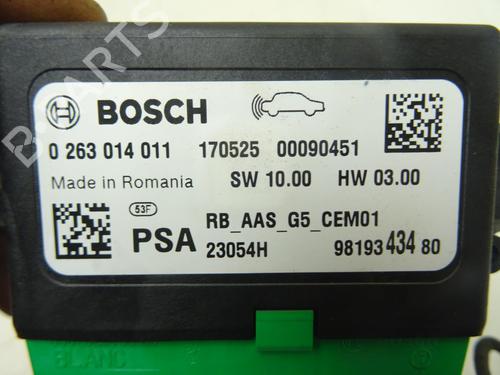 BOSCH
0 263 014 011 170525 00090451
Made in Romania SW 10.00 HW 03.00
53F
RB_AAS_G5_CEM01
PSA 23054H 98193 434 80
BLANC